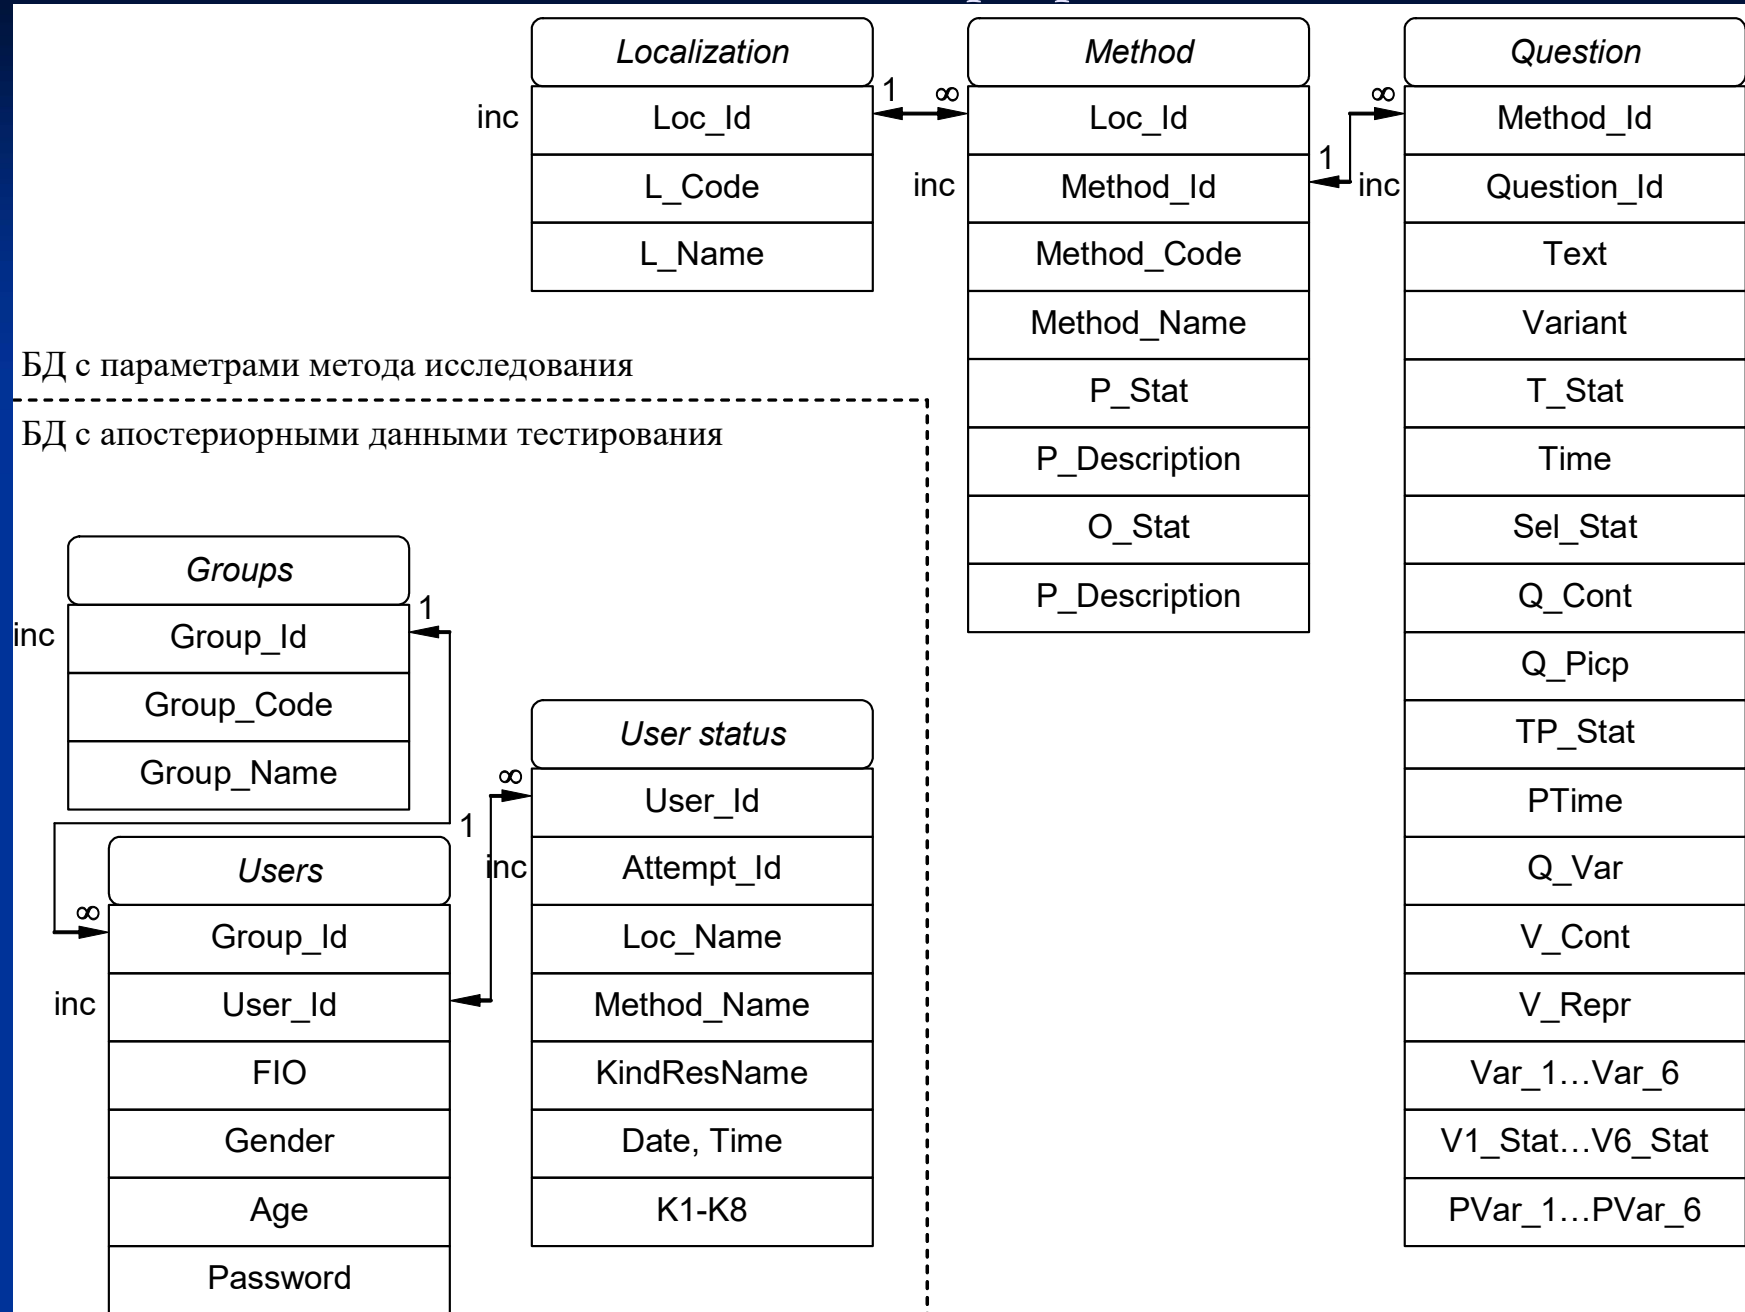 Localization
inc
Loc_Id
L_Code
L_Name
1
∞
Method
Loc_Id
inc
Method_Id
Method_Code
Method_Name
P_Stat
P_Description
O_Stat
P_Description
1
∞
Question
Method_Id
inc
Question_Id
Text
Variant
T_Stat
Time
Sel_Stat
Q_Cont
Q_Picp
TP_Stat
PTime
Q_Var
V_Cont
V_Repr
Var_1…Var_6
V1_Stat…V6_Stat
PVar_1…PVar_6
БД с параметрами метода исследования
БД с апостериорными данными тестирования
Groups
inc
Group_Id
1
Group_Code
Group_Name
Users
∞
Group_Id
inc
User_Id
FIO
Gender
Age
Password
1
∞
User status
User_Id
inc
Attempt_Id
Loc_Name
Method_Name
KindResName
Date, Time
K1-K8